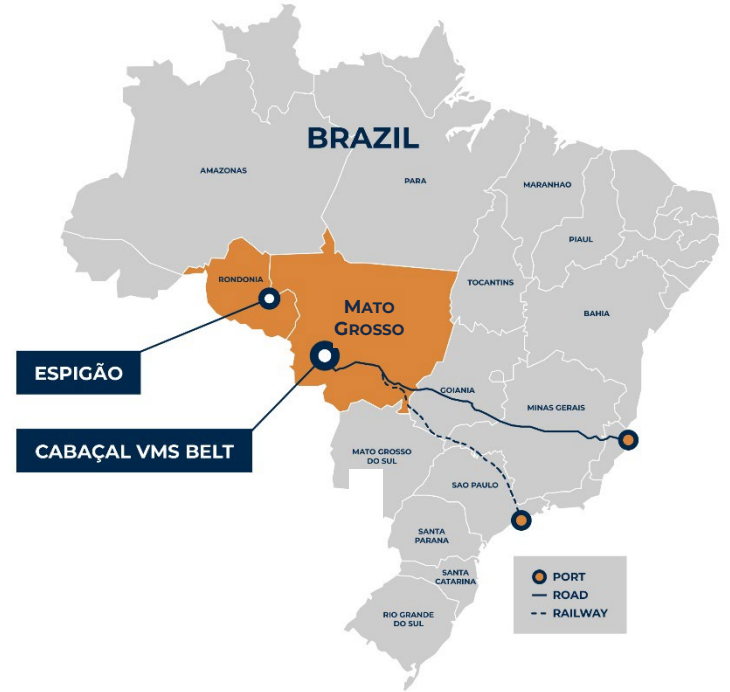 BRAZIL
AMAZONAS
PARA
MARANHAO
PIAUL
RONDONIA
TOCANTINS
BAHIA
MATO
GROSSO
ESPIGÃO
GOIANIA
MINAS GERAIS
CABAÇAL VMS BELT
MATO GROSSO
DO SUL
SAO PAULO
SANTA
PARANA
SANTA
CATARINA
RIO GRANDE
DO SUL
PORT
ROAD
RAILWAY